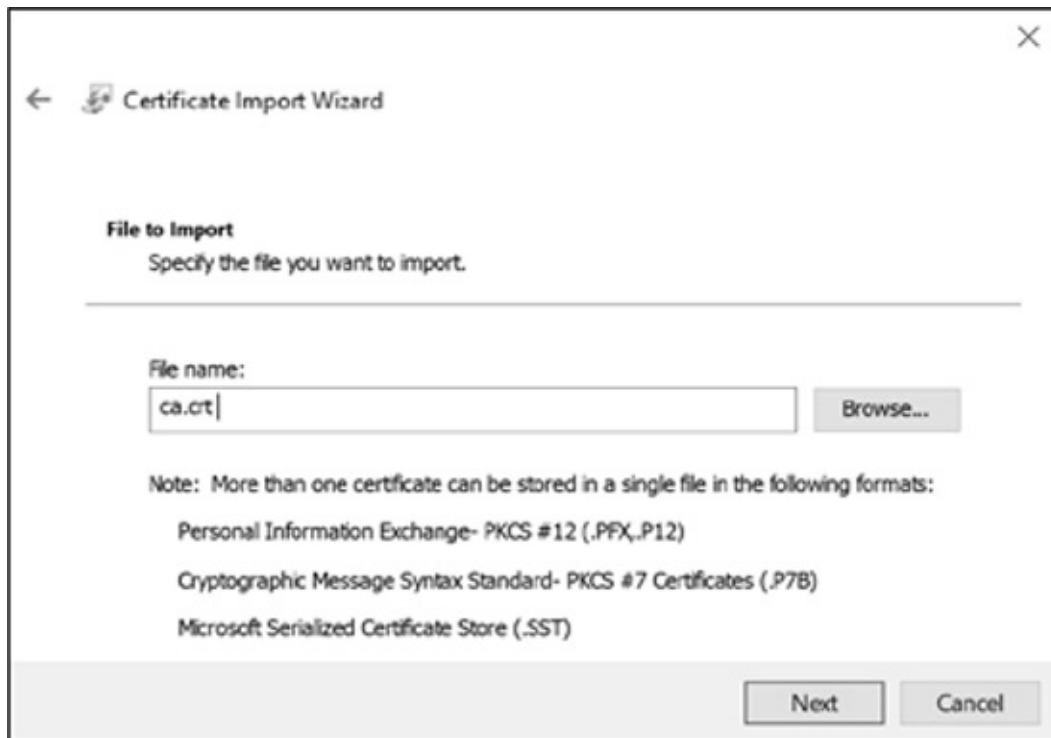 Certificate Import Wizard
File to Import
Specify the file you want to import.
File name:
ca.crt
Browse...
Note: More than one certificate can be stored in a single file in the following formats:
Personal Information Exchange- PKCS #12 (.PFX,.P12)
Cryptographic Message Syntax Standard- PKCS #7 Certificates (.P7B)
Microsoft Serialized Certificate Store (.SST)
Next
Cancel